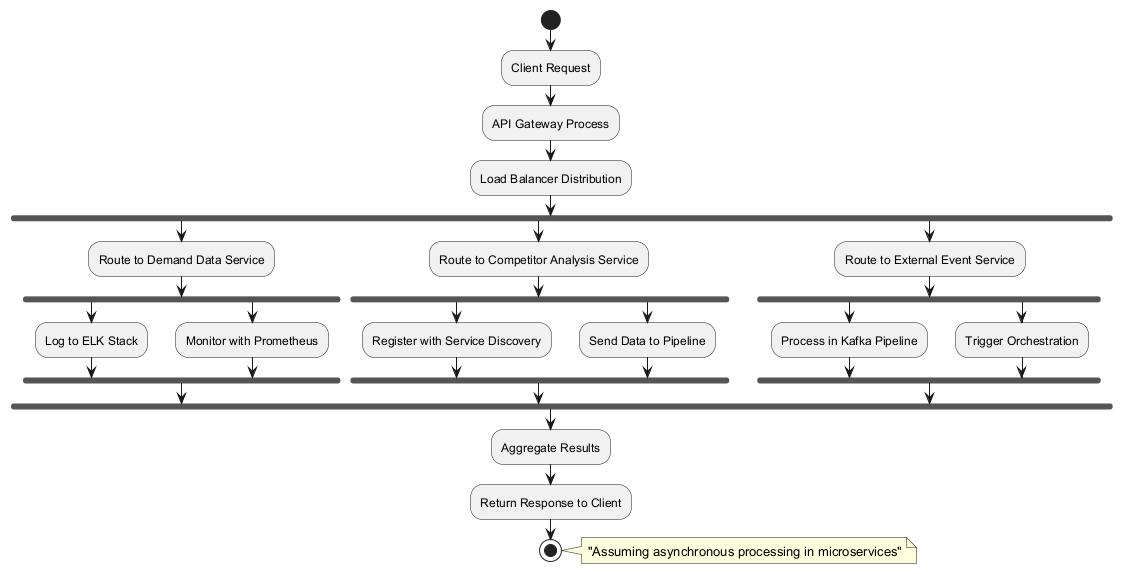 Client Request
API Gateway Process
Load Balancer Distribution
Route to Demand Data Service
Route to Competitor Analysis Service
Route to External Event Service
Log to ELK Stack
Monitor with Prometheus
Register with Service Discovery
Send Data to Pipeline
Process in Kafka Pipeline
Trigger Orchestration
Aggregate Results
Return Response to Client
"Assuming asynchronous processing in microservices"